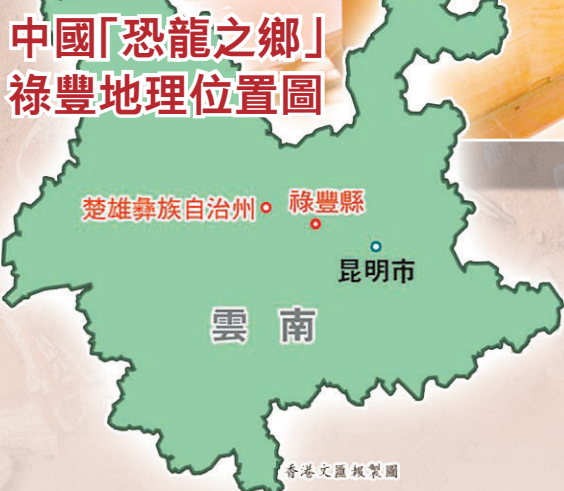 中國「恐龍之鄉」
祿豐地理位置圖
楚雄彝族自治州
祿豐縣
昆明市
雲南
香港文匯報製圖